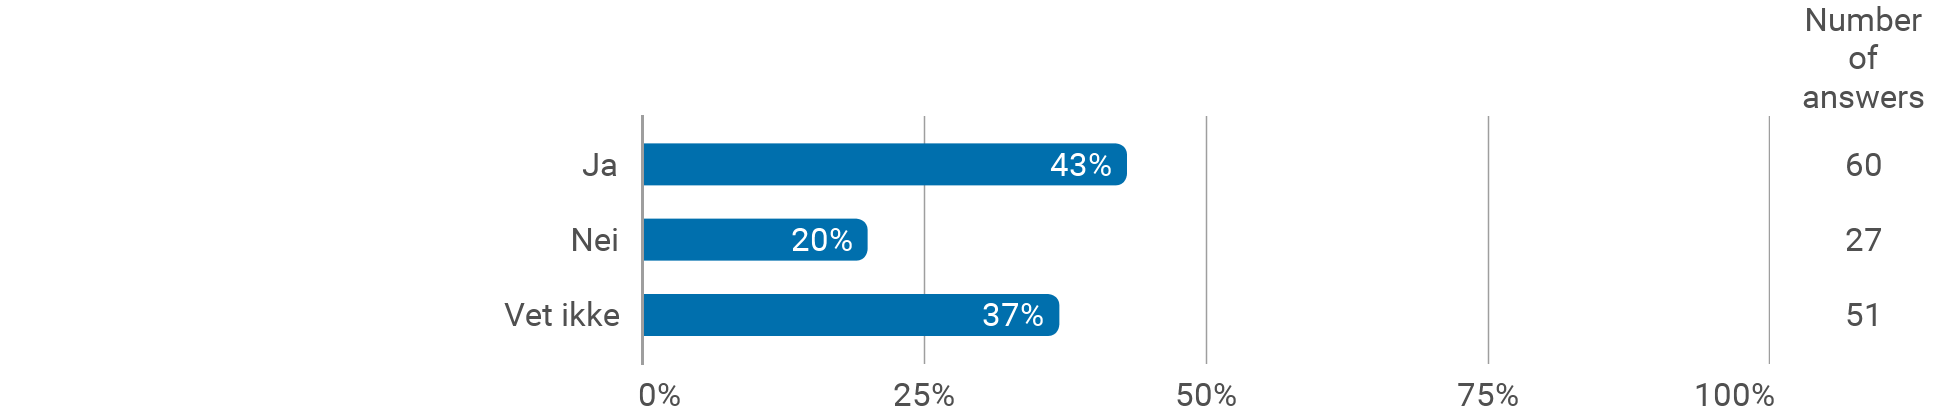 Number
of
answers
Ja 43% 60
Nei 20% 27
Vet ikke 37% 51
0% 25% 50% 75% 100%